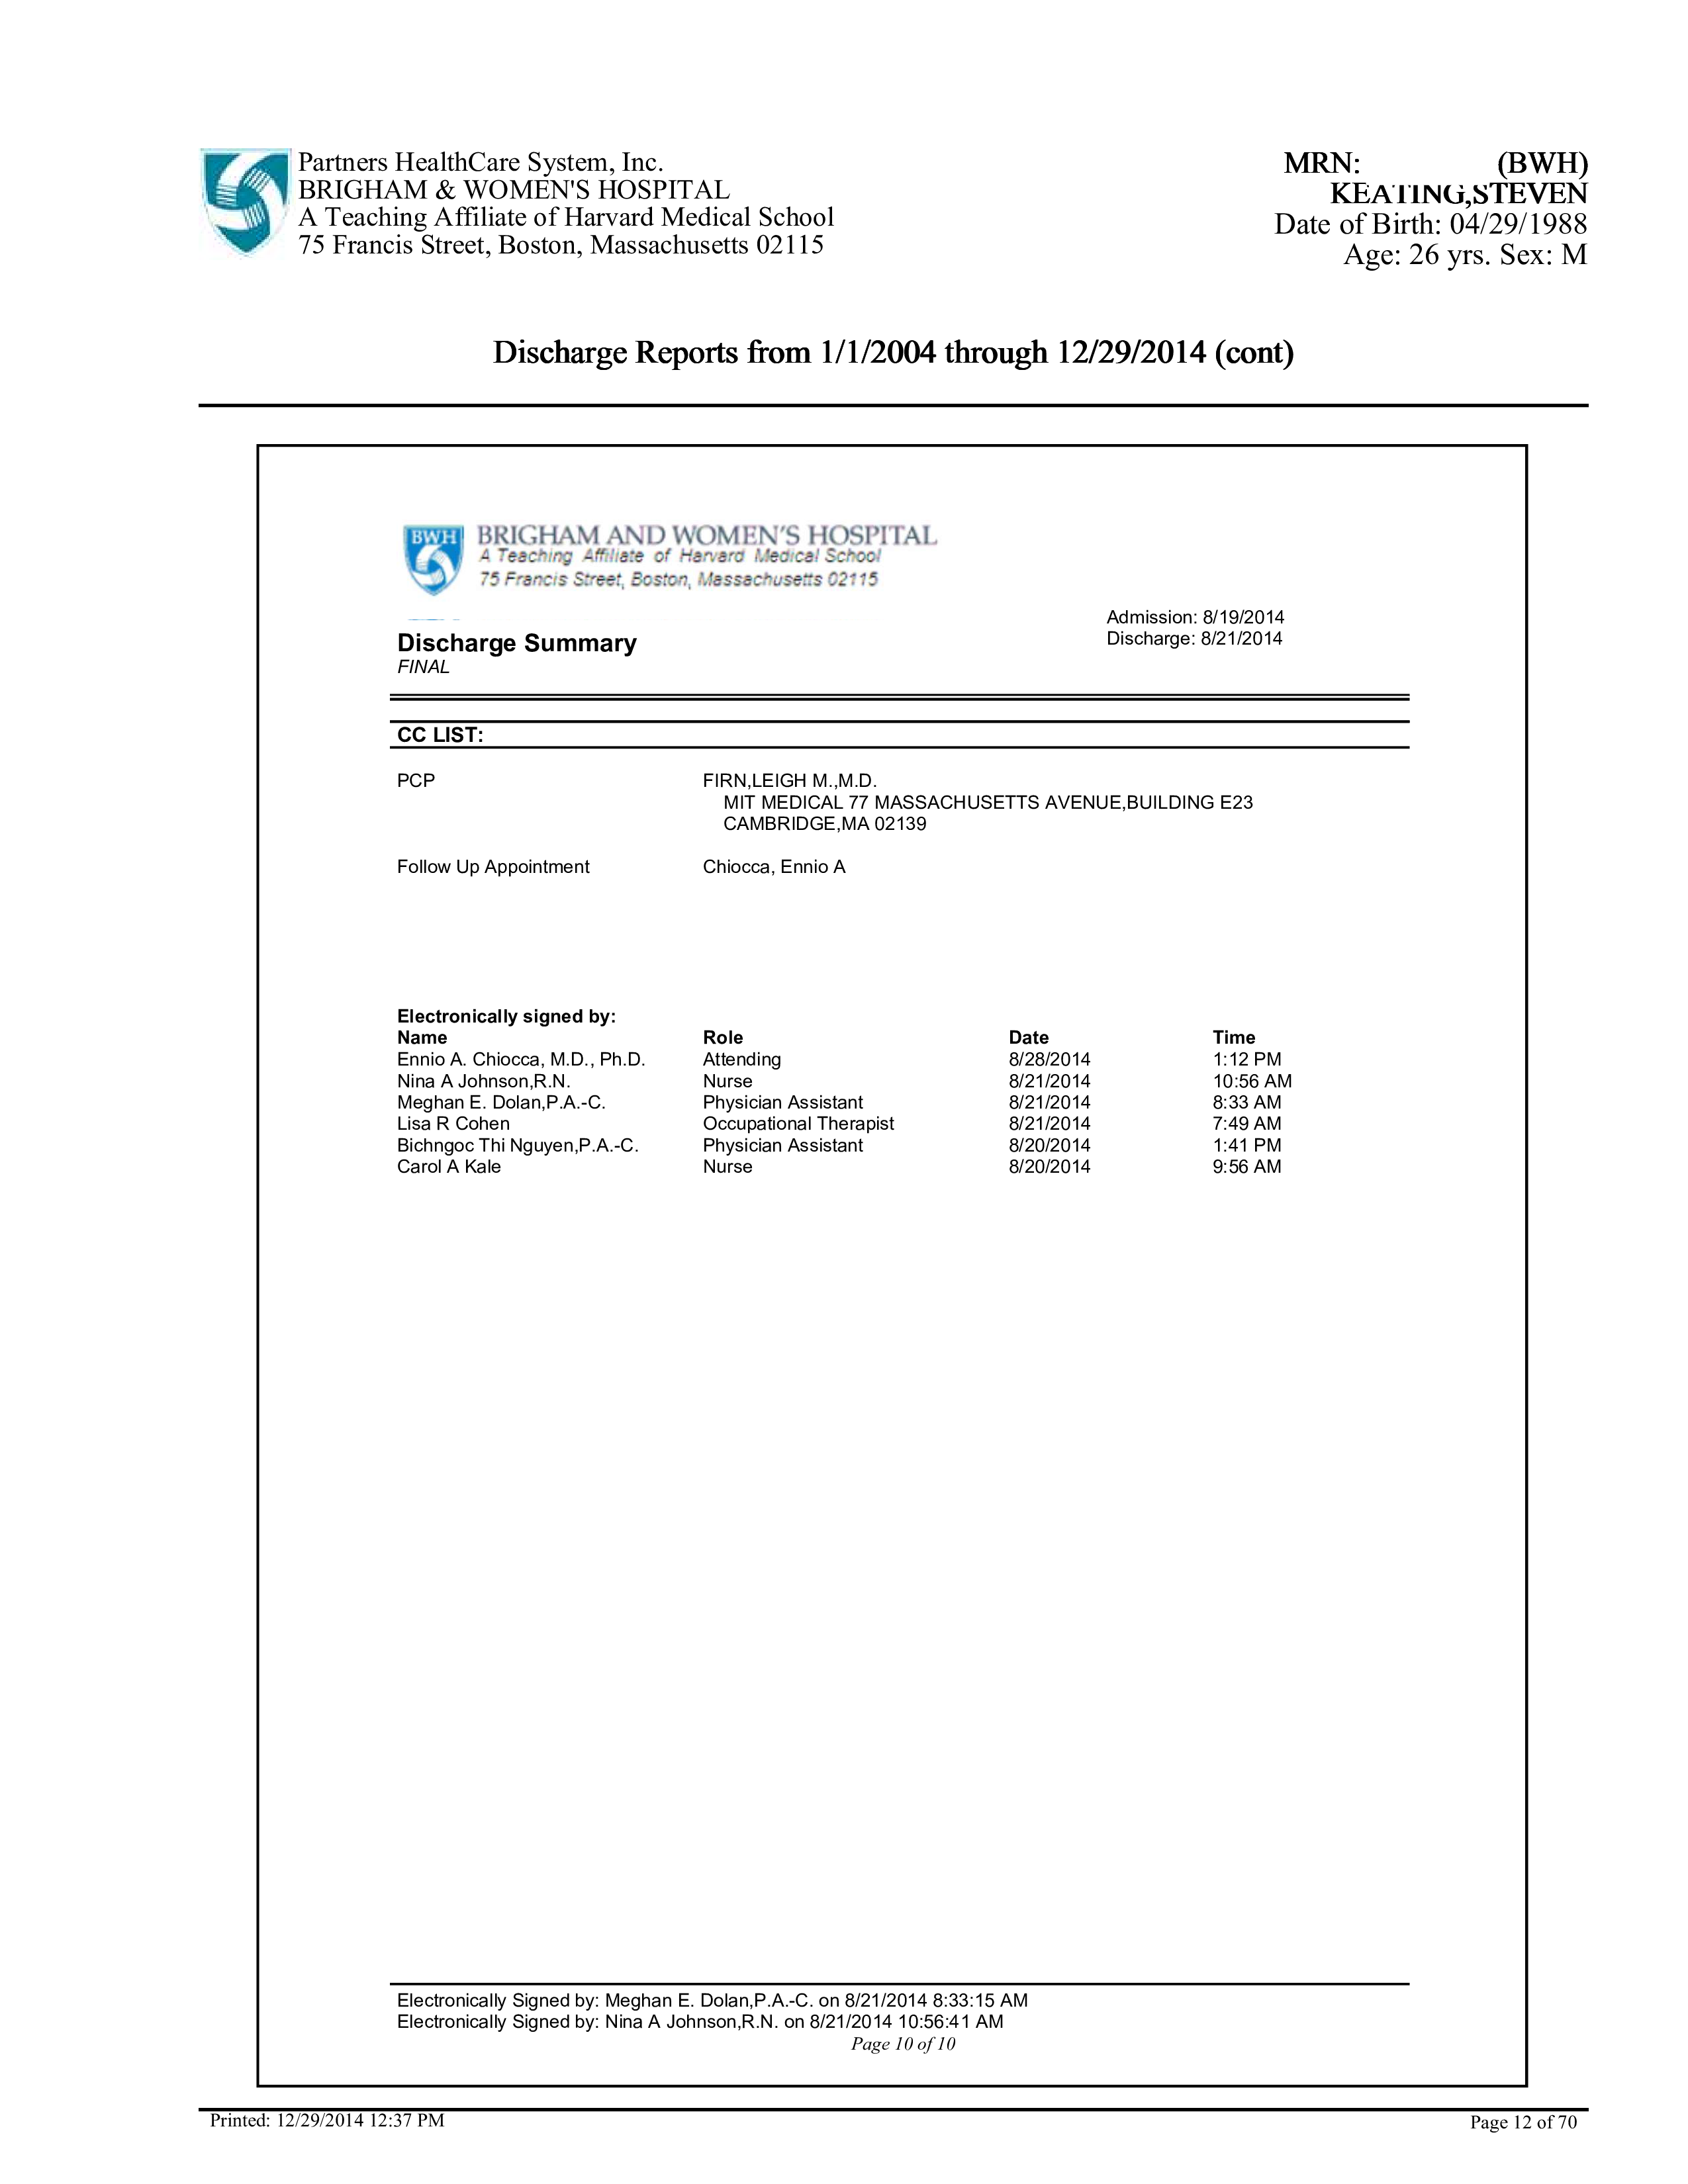 Partners HealthCare System, Inc.
BRIGHAM & WOMEN'S HOSPITAL
A Teaching Affiliate of Harvard Medical School
75 Francis Street, Boston, Massachusetts 02115
MRN: (BWH)
KEATING,STEVEN
Date of Birth: 04/29/1988
Age: 26 yrs. Sex: M
Discharge Reports from 1/1/2004 through 12/29/2014 (cont)
BWH
BRIGHAM AND WOMEN'S HOSPITAL
A Teaching Affiliate of Harvard Medical School
75 Francis Street, Boston, Massachusetts 02115
Admission: 8/19/2014
Discharge: 8/21/2014
Discharge Summary
FINAL
CC LIST:
PCP FIRN,LEIGH M.,M.D.
MIT MEDICAL 77 MASSACHUSETTS AVENUE,BUILDING E23
CAMBRIDGE,MA 02139
Follow Up Appointment Chiocca, Ennio A
Electronically signed by:
Name Role Date Time
Ennio A. Chiocca, M.D., Ph.D. Attending 8/28/2014 1:12 PM
Nina A Johnson,R.N. Nurse 8/21/2014 10:56 AM
Meghan E. Dolan,P.A.-C. Physician Assistant 8/21/2014 8:33 AM
Lisa R Cohen Occupational Therapist 8/21/2014 7:49 AM
Bichngoc Thi Nguyen,P.A.-C. Physician Assistant 8/20/2014 1:41 PM
Carol A Kale Nurse 8/20/2014 9:56 AM
Electronically Signed by: Meghan E. Dolan,P.A.-C. on 8/21/2014 8:33:15 AM
Electronically Signed by: Nina A Johnson,R.N. on 8/21/2014 10:56:41 AM
Page 10 of 10
Printed: 12/29/2014 12:37 PM
Page 12 of 70